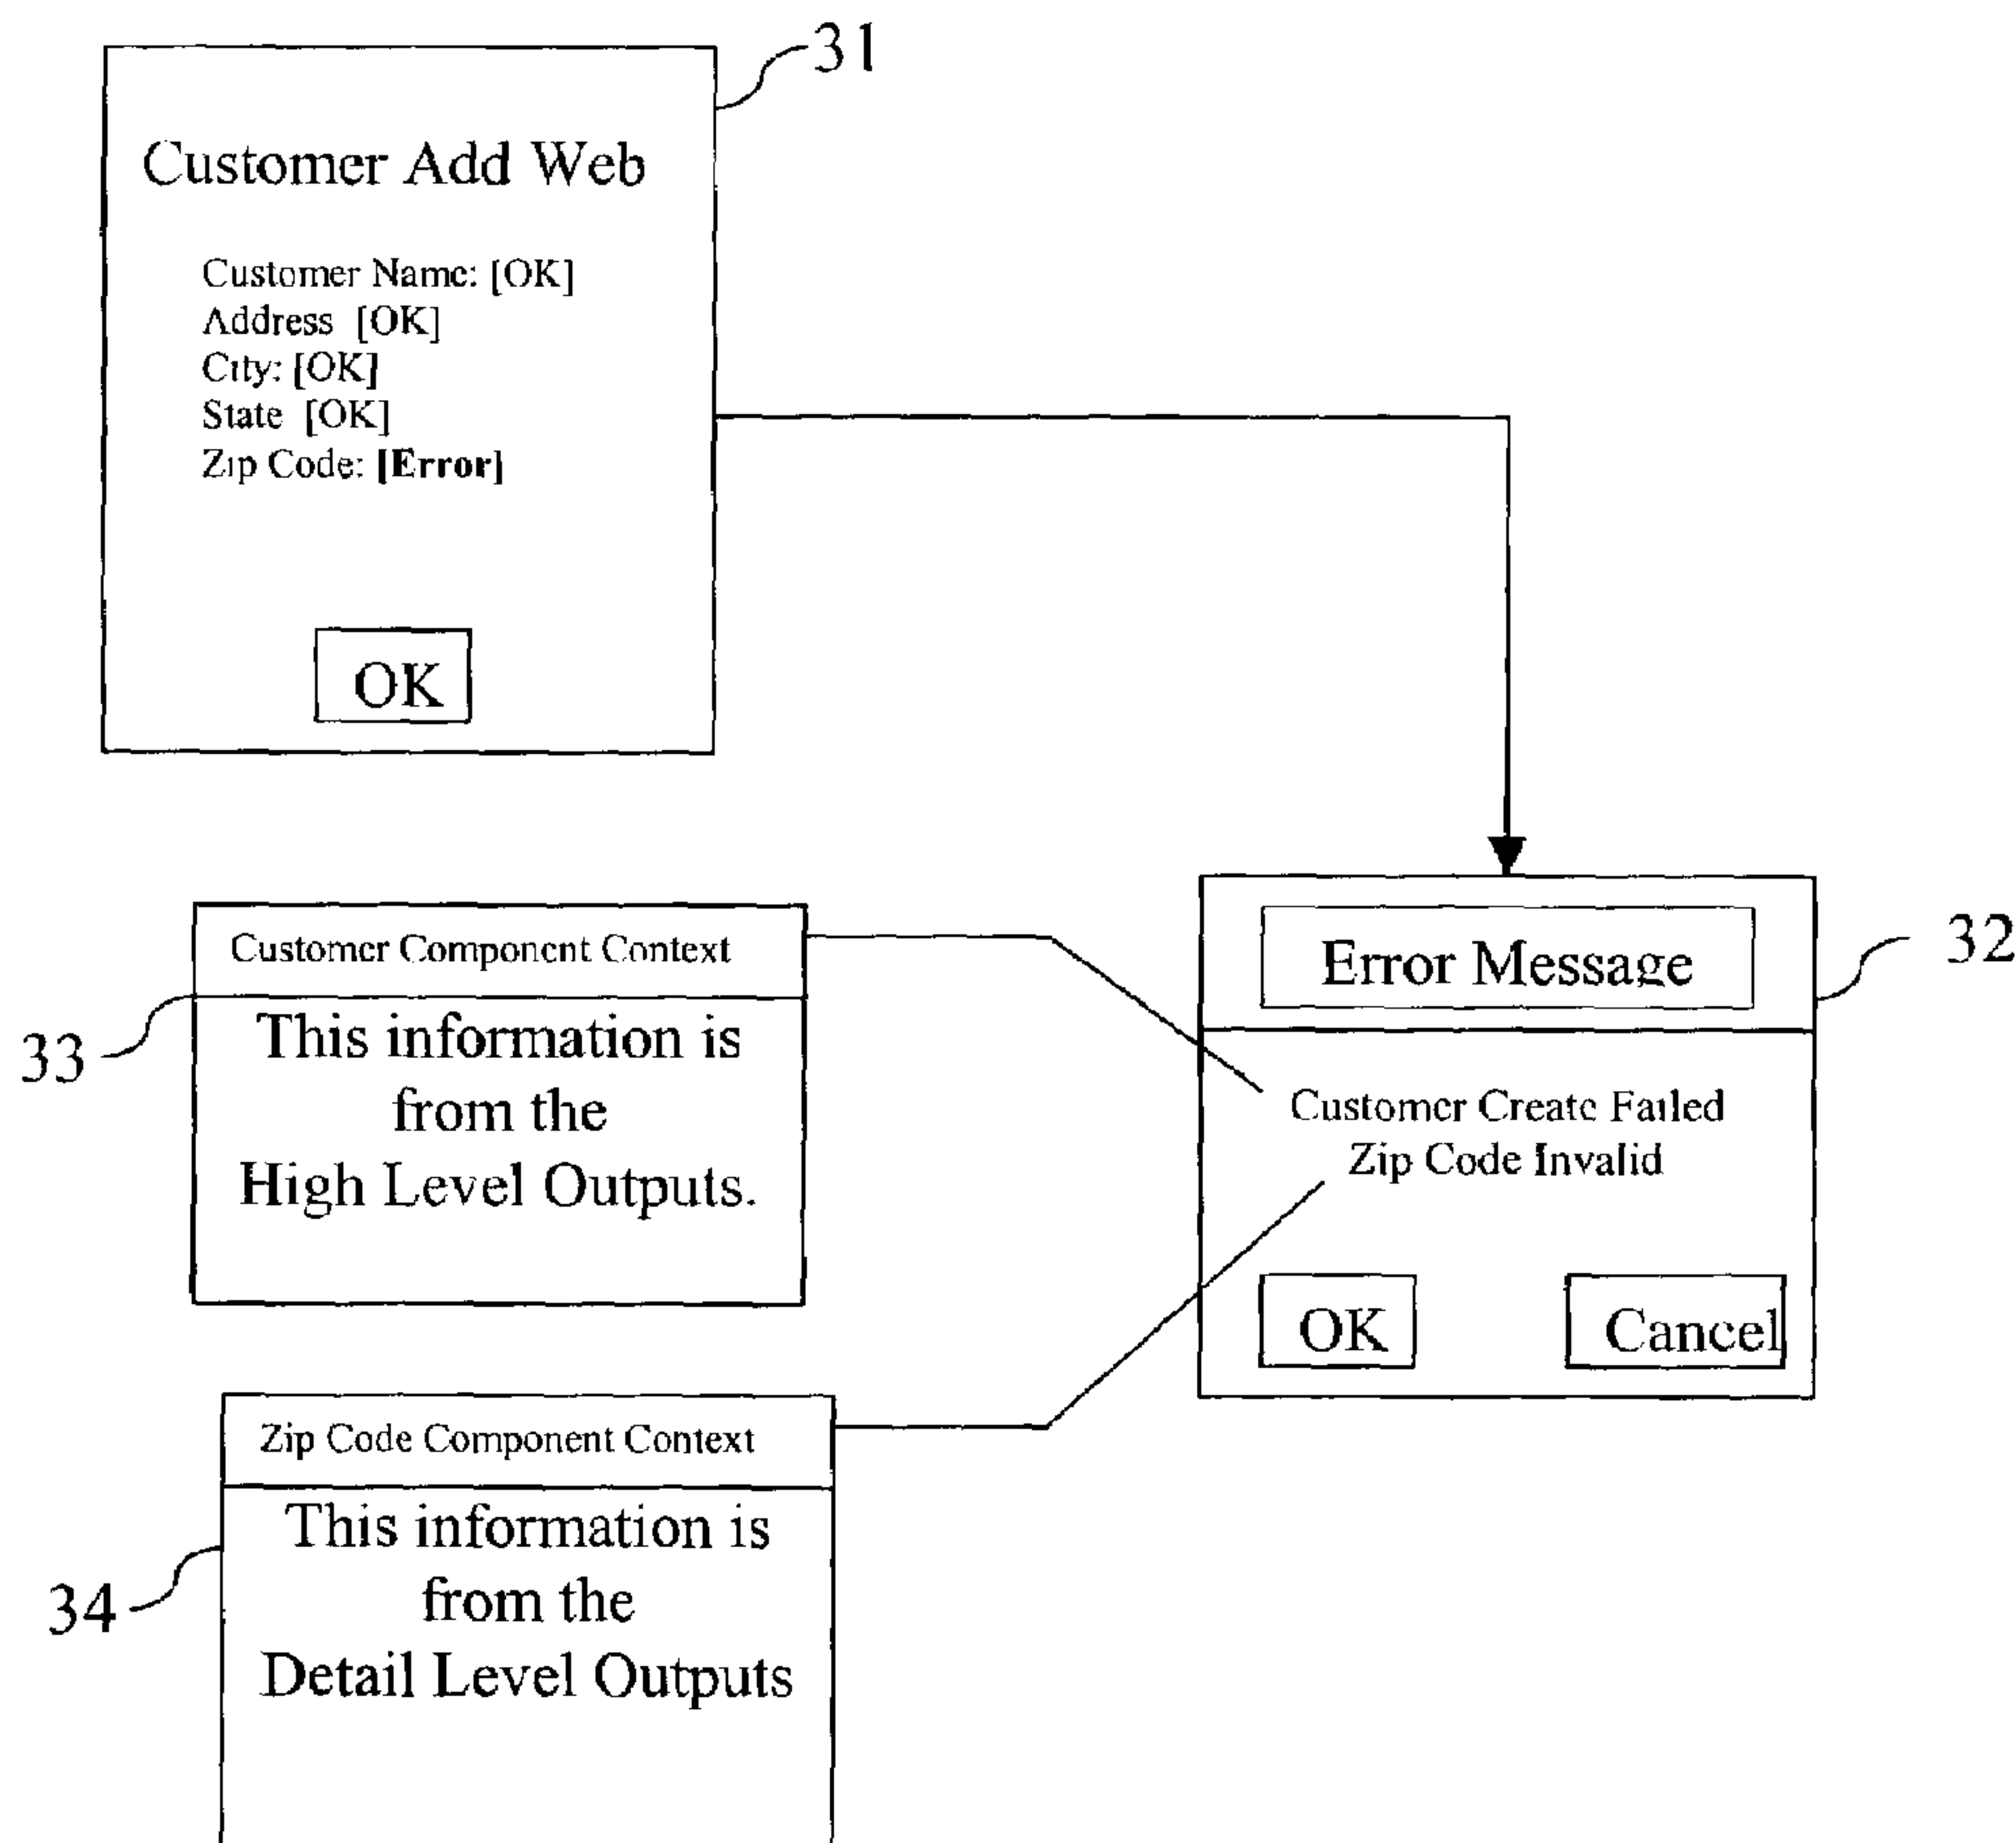 31
Customer Add Web
Customer Name: [OK]
Address [OK]
City: [OK]
State [OK]
Zip Code: [Error]
OK
Customer Component Context
33
This information is
from the
High Level Outputs.
32
Error Message
Customer Create Failed
Zip Code Invalid
OK
Cancel
Zip Code Component Context
34
This information is
from the
Detail Level Outputs